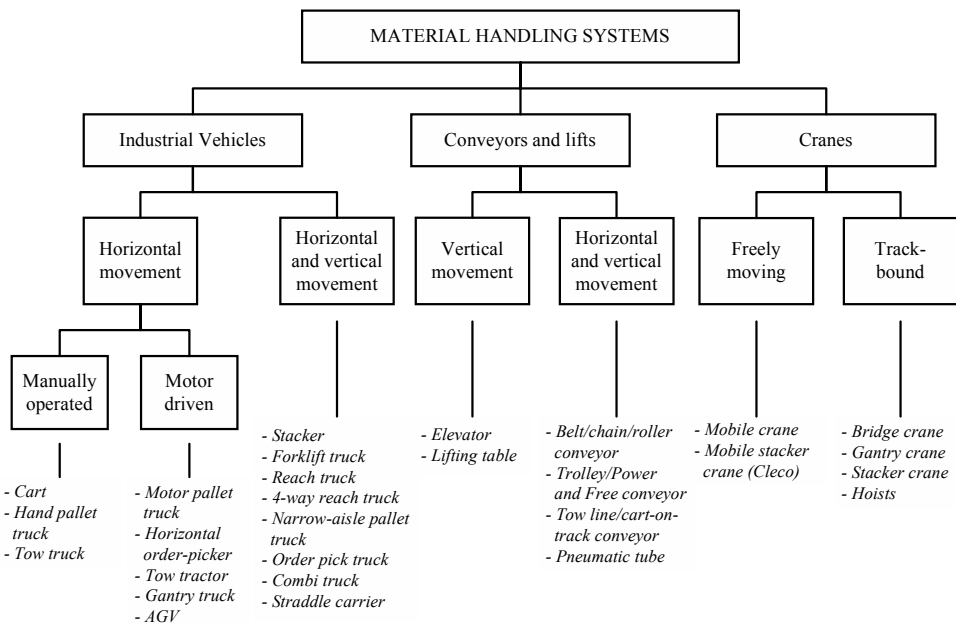 MATERIAL HANDLING SYSTEMS
Industrial Vehicles
Conveyors and lifts
Cranes
Horizontal
movement
Horizontal
and vertical
movement
Vertical
movement
Horizontal
and vertical
movement
Freely
moving
Track-
bound
Manually
operated
Motor
driven
- Cart
- Hand pallet
truck
- Tow truck
- Motor pallet
truck
- Horizontal
order-picker
- Tow tractor
- Gantry truck
- AGV
- Stacker
- Forklift truck
- Reach truck
- 4-way reach truck
- Narrow-aisle pallet
truck
- Order pick truck
- Combi truck
- Straddle carrier
- Elevator
- Lifting table
- Belt/chain/roller
conveyor
- Trolley/Power
and Free conveyor
- Tow line/cart-on-
track conveyor
- Pneumatic tube
- Mobile crane
- Mobile stacker
crane (Cleco)
- Bridge crane
- Gantry crane
- Stacker crane
- Hoists